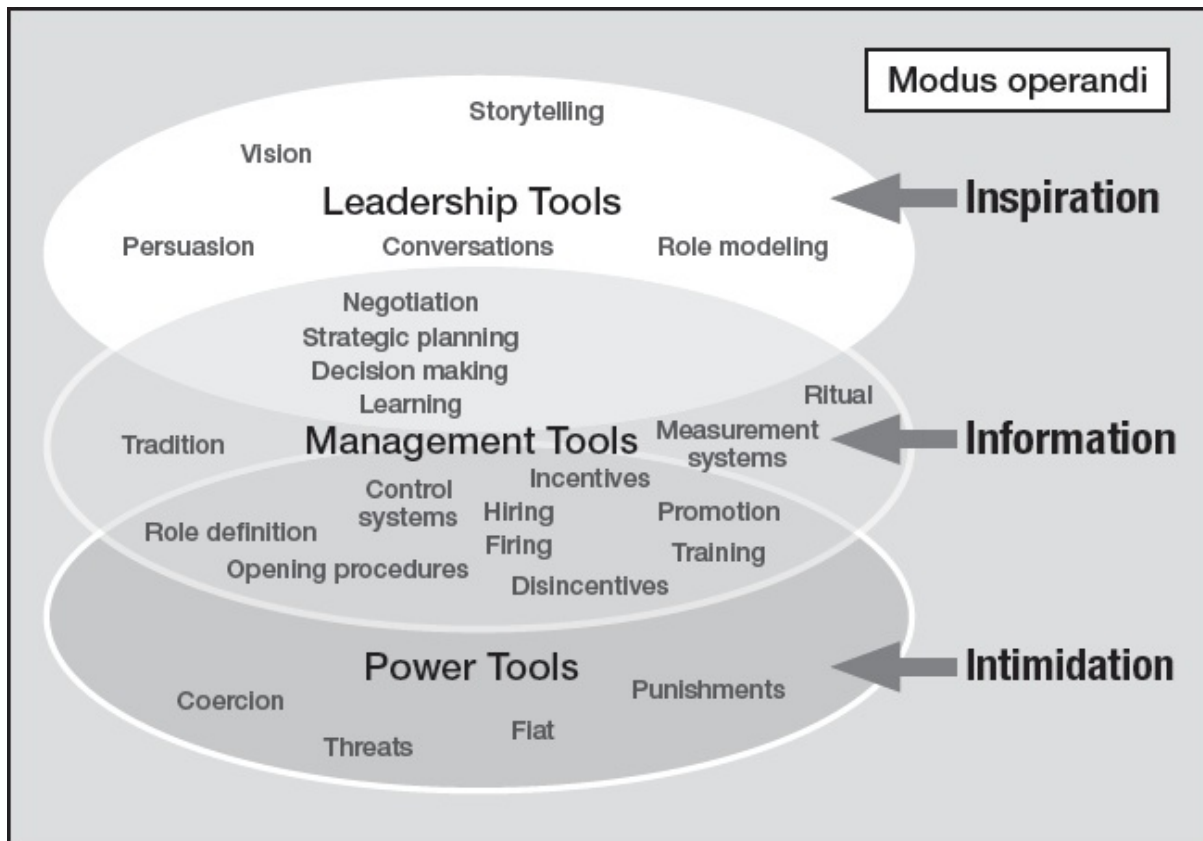 Modus operandi
Storytelling
Vision
Leadership Tools
Inspiration
Persuasion
Conversations
Role modeling
Negotiation
Strategic planning
Decision making
Learning
Ritual
Tradition
Management Tools
Measurement
systems
Information
Incentives
Control
systems
Hiring
Firing
Promotion
Role definition
Training
Opening procedures
Disincentives
Power Tools
Intimidation
Coercion
Punishments
Threats
Fiat